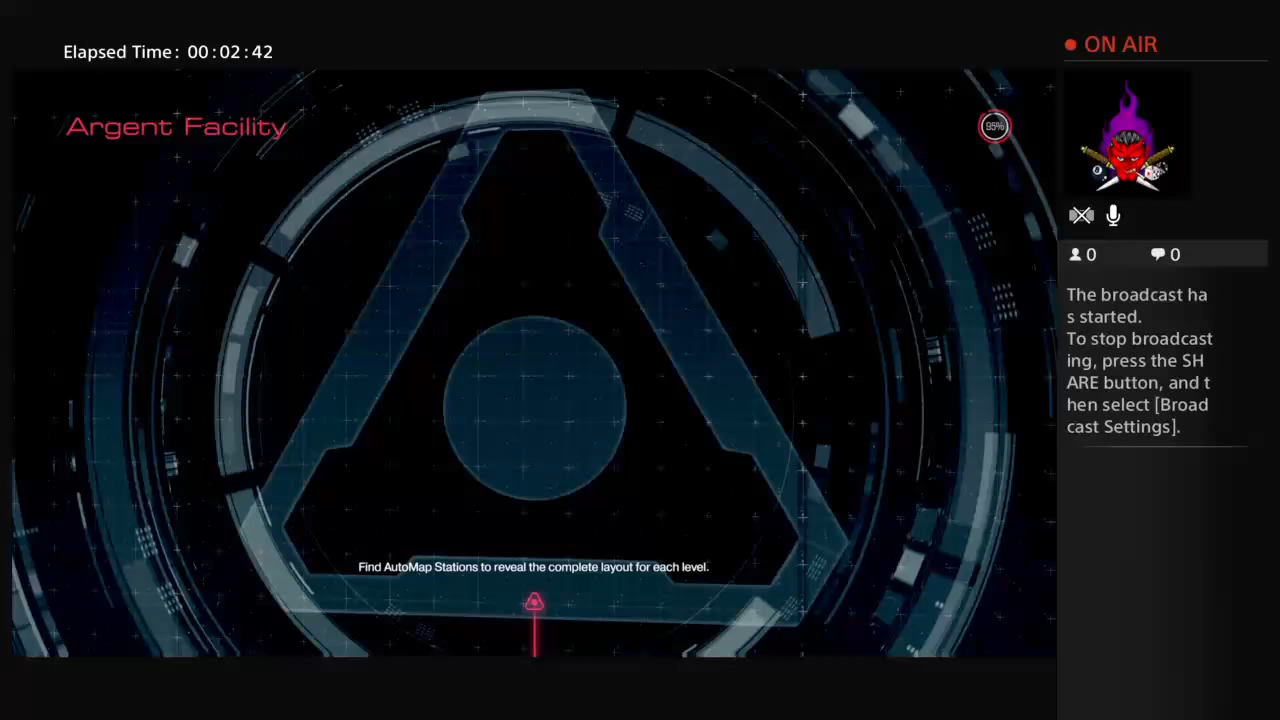 Elapsed Time: 00:02:42
ON AIR
Argent Facility
95%
0
0
The broadcast ha
s started.
To stop broadcast
ing, press the SH
ARE button, and t
hen select [Broad
cast Settings].
Find AutoMap Stations to reveal the complete layout for each level.